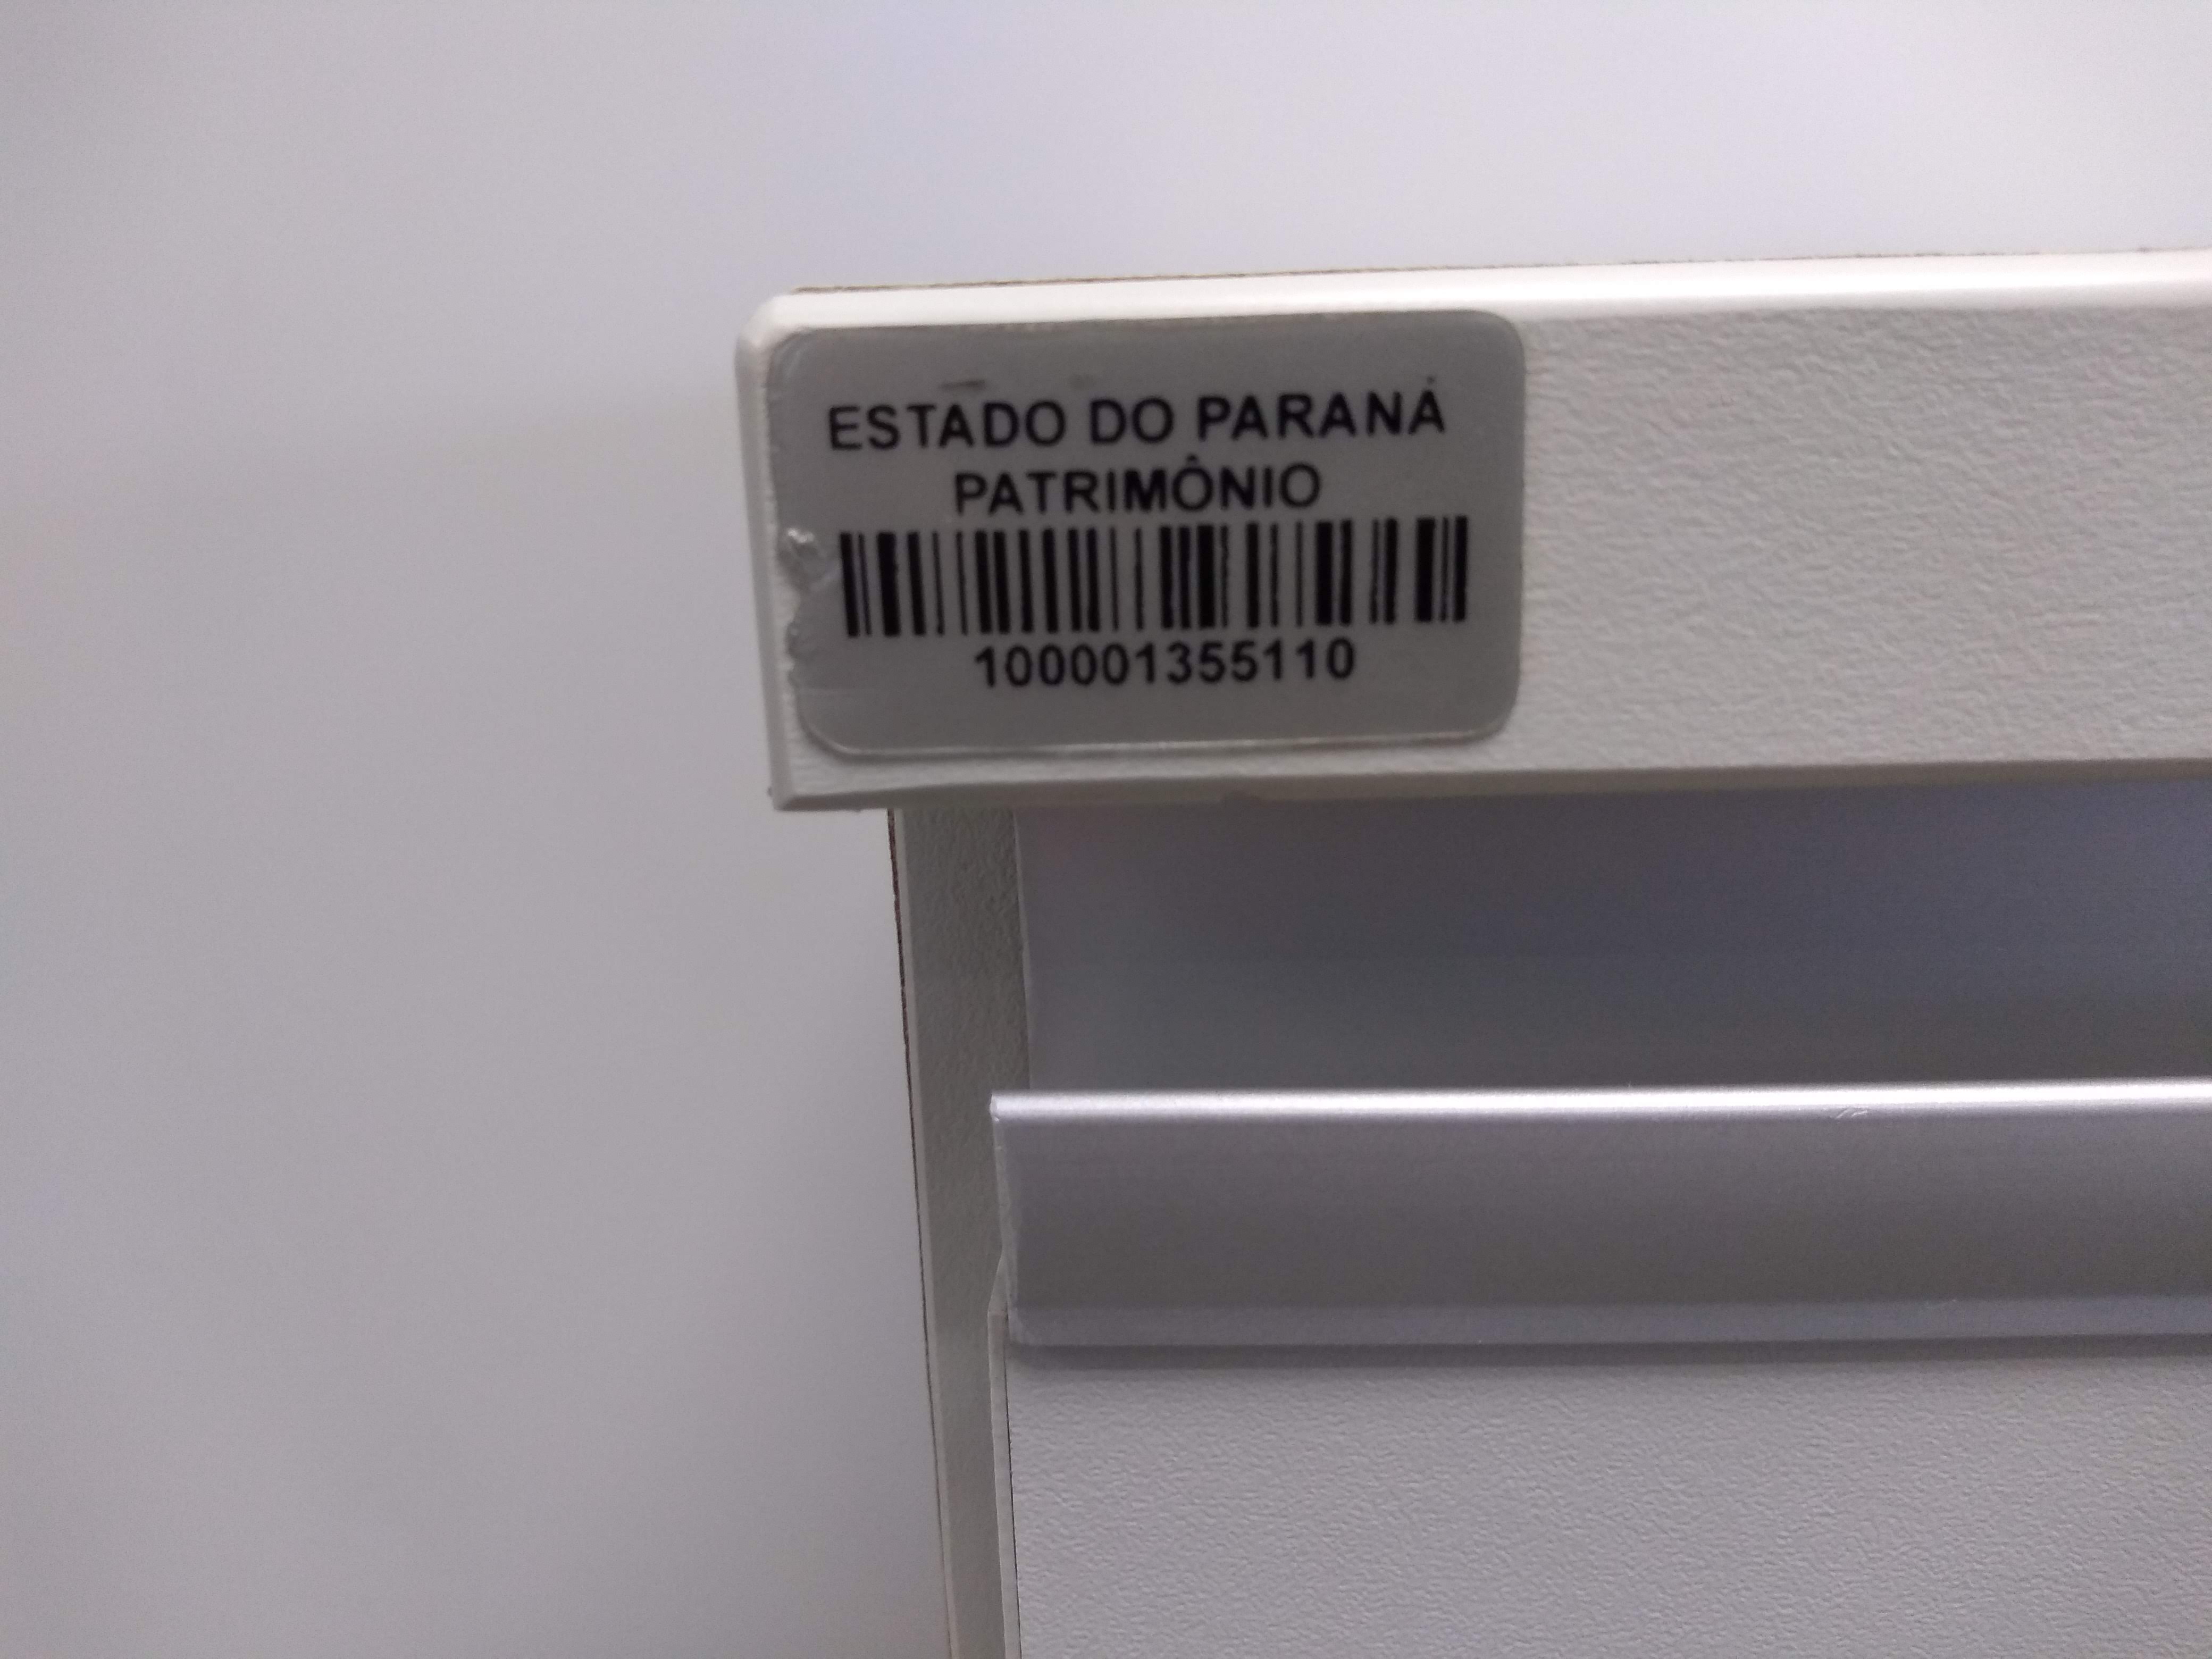 ESTADO DO PARANÁ
PATRIMÔNIO
100001355110